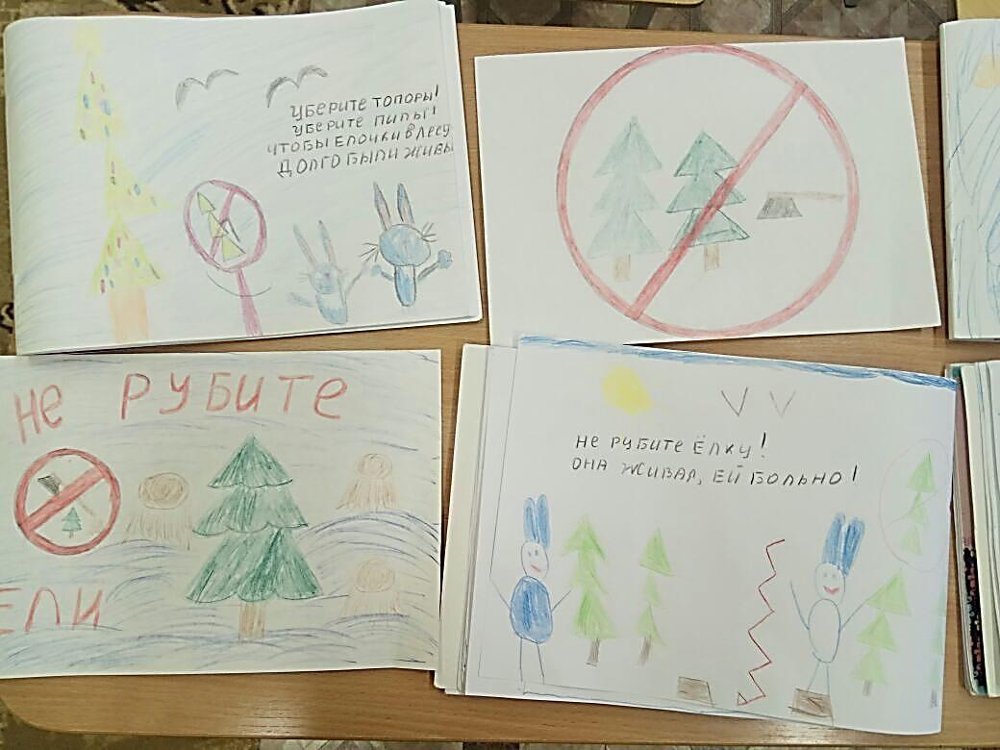 УБЕРИТЕ ТОПОРЫ!
УБЕРИТЕ ПИЛЫ!
ЧТОБЫ ЕЛОЧКИ В ЛЕСУ
ДОЛГО БЫЛИ ЖИВЫ
НЕ РУБИТЕ
ЕЛИ
НЕ РУБИТЕ ЁЛКУ!
ОНА ЖИВАЯ, ЕЙ БОЛЬНО!